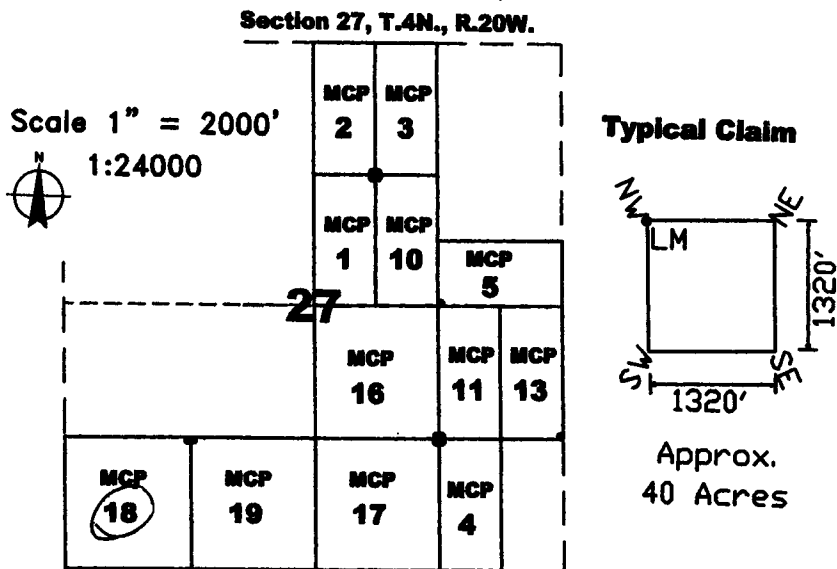 Section 27, T.4N., R.20W.
Scale 1" = 2000'
1:24000
N
MCP
2
MCP
3
MCP
1
MCP
10
MCP
5
27
MCP
16
MCP
11
MCP
13
MCP
18
MCP
19
MCP
17
MCP
4
Typical Claim
NW
NE
LM
1320'
SW
SE
1320'
Approx.
40 Acres